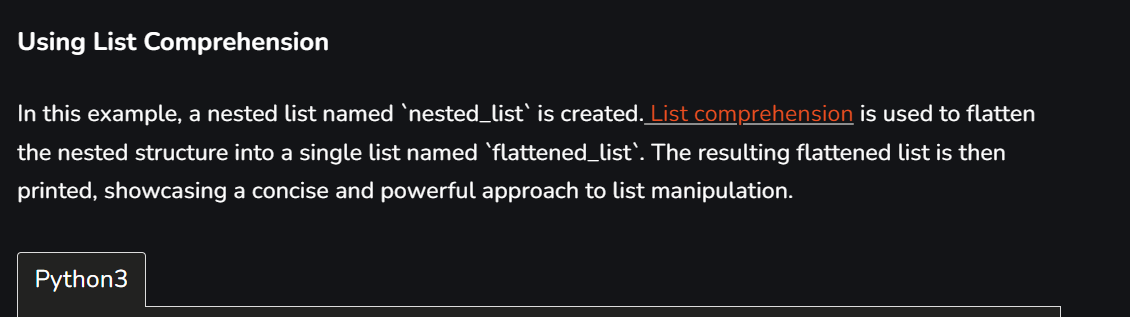 Using List Comprehension
In this example, a nested list named `nested_list` is created. List comprehension is used to flatten
the nested structure into a single list named `flattened_list`. The resulting flattened list is then
printed, showcasing a concise and powerful approach to list manipulation.
Python3